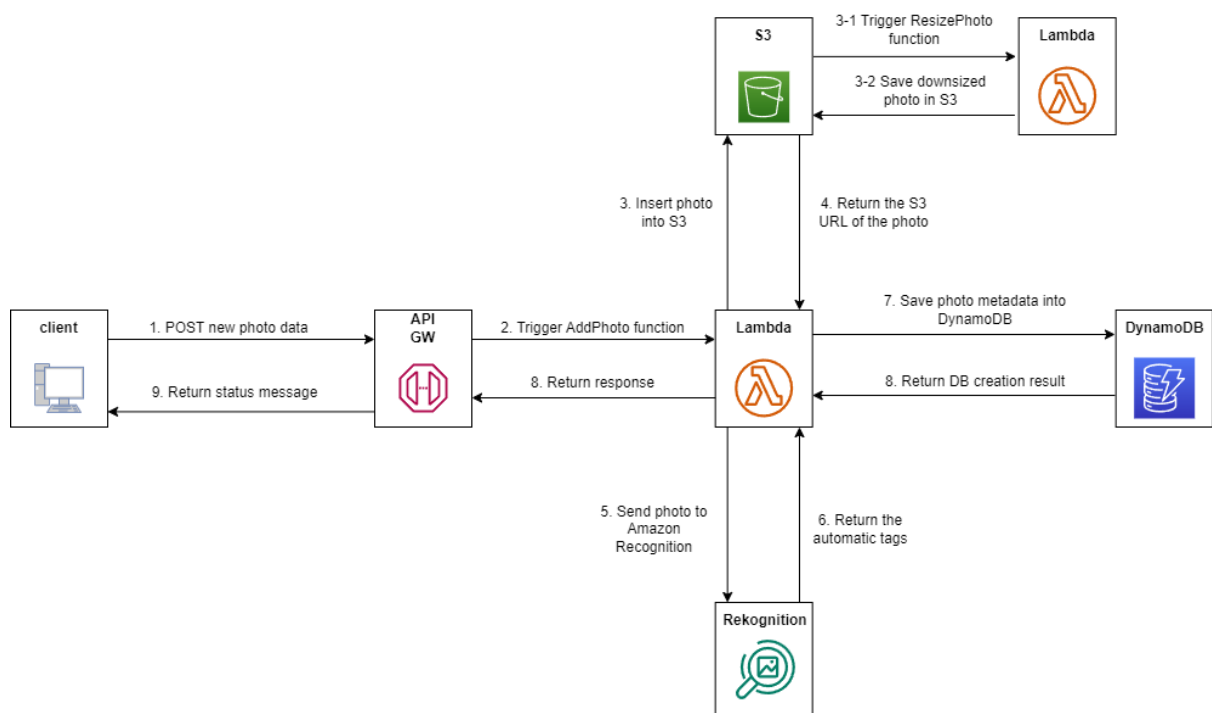 S3
3-1 Trigger ResizePhoto
function
Lambda
3-2 Save downsized
photo in S3
3. Insert photo
into S3
4. Return the S3
URL of the photo
client
1. POST new photo data
API
GW
2. Trigger AddPhoto function
Lambda
7. Save photo metadata into
DynamoDB
DynamoDB
9. Return status message
8. Return response
8. Return DB creation result
5. Send photo to
Amazon
Recognition
6. Return the
automatic tags
Rekognition